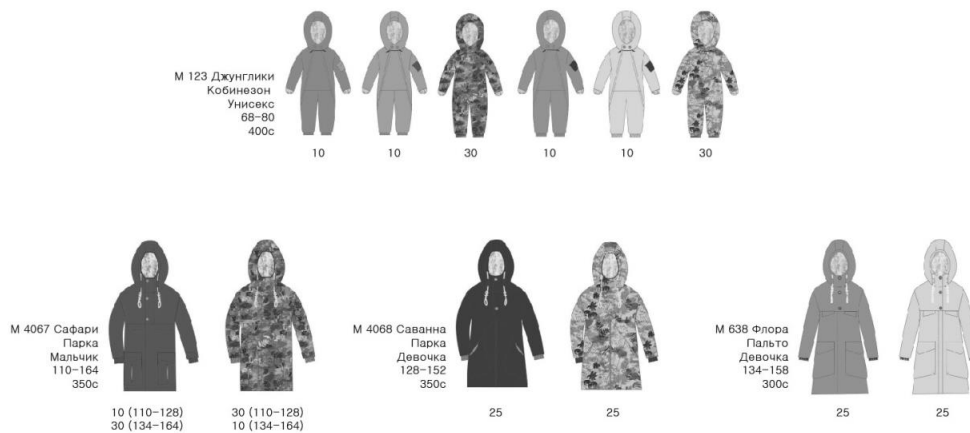 М 123 Джунглики
Кобинезон
Унисекс
68-80
400с
10 10 30 10 10 30
М 4067 Сафари
Парка
Мальчик
110-164
350с
10 (110-128) 30 (110-128)
30 (134-164) 10 (134-164)
М 4068 Саванна
Парка
Девочка
128-152
350с
25 25
М 638 Флора
Пальто
Девочка
134-158
300с
25 25